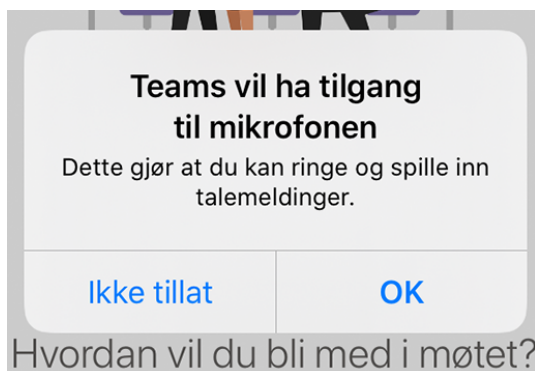 Teams vil ha tilgang
til mikrofonen
Dette gjør at du kan ringe og spille inn
talemeldinger.
Ikke tillat
OK
Hvordan vil du bli med i møtet?